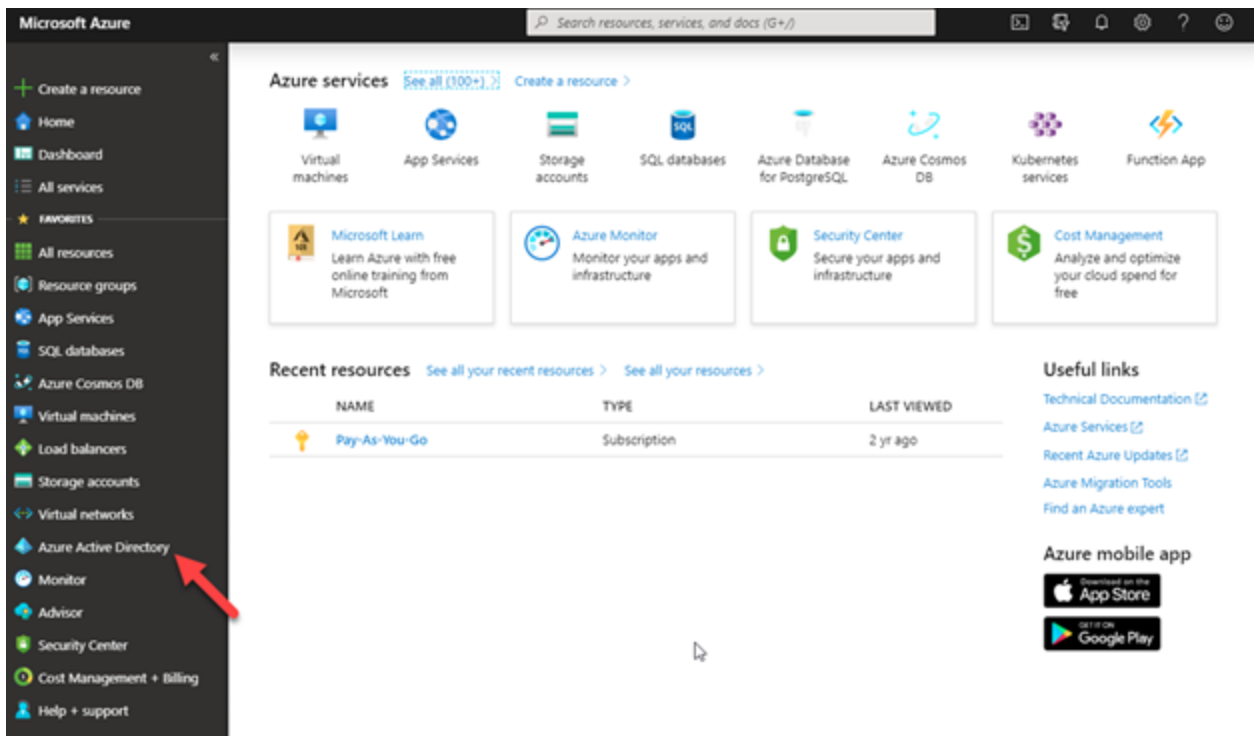 Microsoft Azure
Search resources, services, and docs (G+/)
«
Create a resource
Home
Dashboard
All services
FAVORITES
All resources
Resource groups
App Services
SQL databases
Azure Cosmos DB
Virtual machines
Load balancers
Storage accounts
Virtual networks
Azure Active Directory
Monitor
Advisor
Security Center
Cost Management + Billing
Help + support
Azure services See all (100+) > Create a resource >
Virtual
machines
App Services
Storage
accounts
SQL
SQL databases
Azure Database
for PostgreSQL
Azure Cosmos
DB
Kubernetes
services
Function App
Microsoft Learn
Learn Azure with free
online training from
Microsoft
Azure Monitor
Monitor your apps and
infrastructure
Security Center
Secure your apps and
infrastructure
Cost Management
Analyze and optimize
your cloud spend for
free
Recent resources See all your recent resources > See all your resources >
NAME TYPE LAST VIEWED
Pay-As-You-Go Subscription 2 yr ago
Useful links
Technical Documentation
Azure Services
Recent Azure Updates
Azure Migration Tools
Find an Azure expert
Azure mobile app
Download on the
App Store
GET IT ON
Google Play